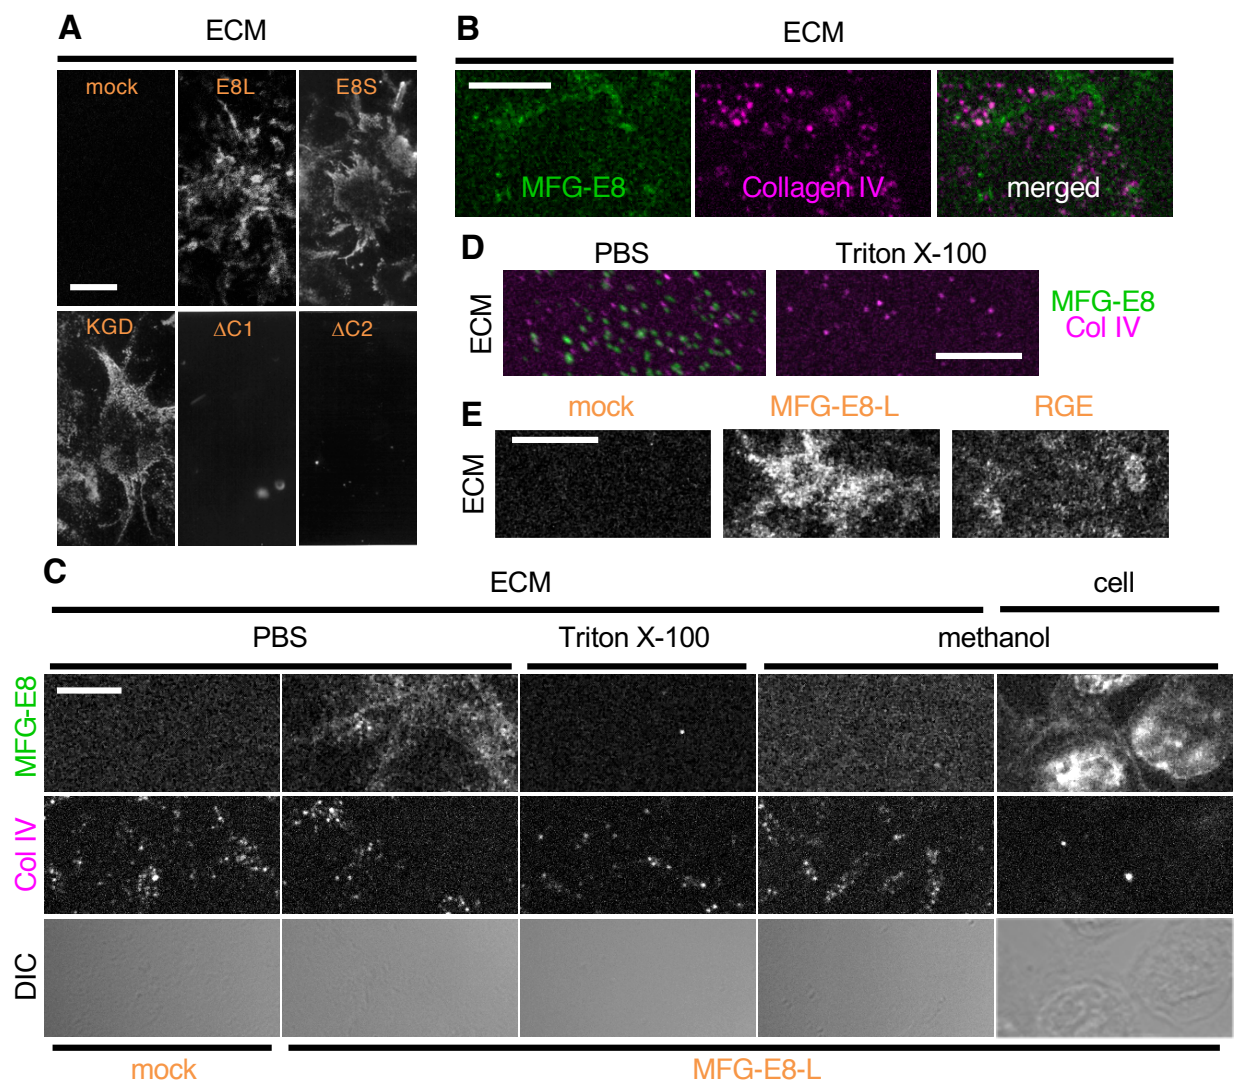 A
ECM
mock
E8L
E8S
KGD
ΔC1
ΔC2
B
ECM
MFG-E8
Collagen IV
merged
D
PBS
Triton X-100
ECM
MFG-E8
Col IV
E
mock
MFG-E8-L
RGE
ECM
C
ECM
cell
PBS
Triton X-100
methanol
MFG-E8
Col IV
DIC
mock
MFG-E8-L